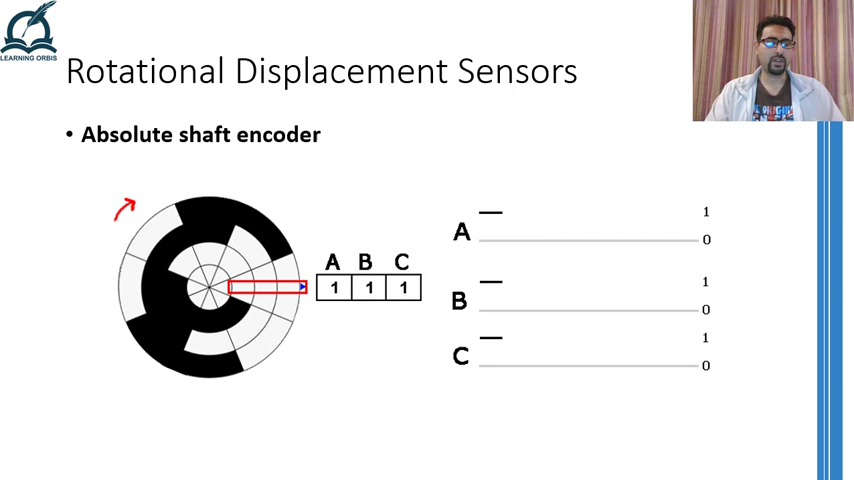 LEARNING ORBIS
Rotational Displacement Sensors
• Absolute shaft encoder
A B C
1 1 1
A 1
0
B 1
0
C 1
0